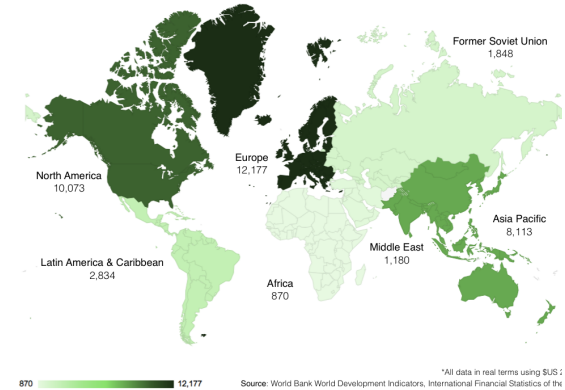 Former Soviet Union
1,848
Europe
12,177
North America
10,073
Asia Pacific
8,113
Middle East
1,180
Latin America & Caribbean
2,834
Africa
870
*All data in real terms using $US 2
870 12,177
Source: World Bank World Development Indicators, International Financial Statistics of the